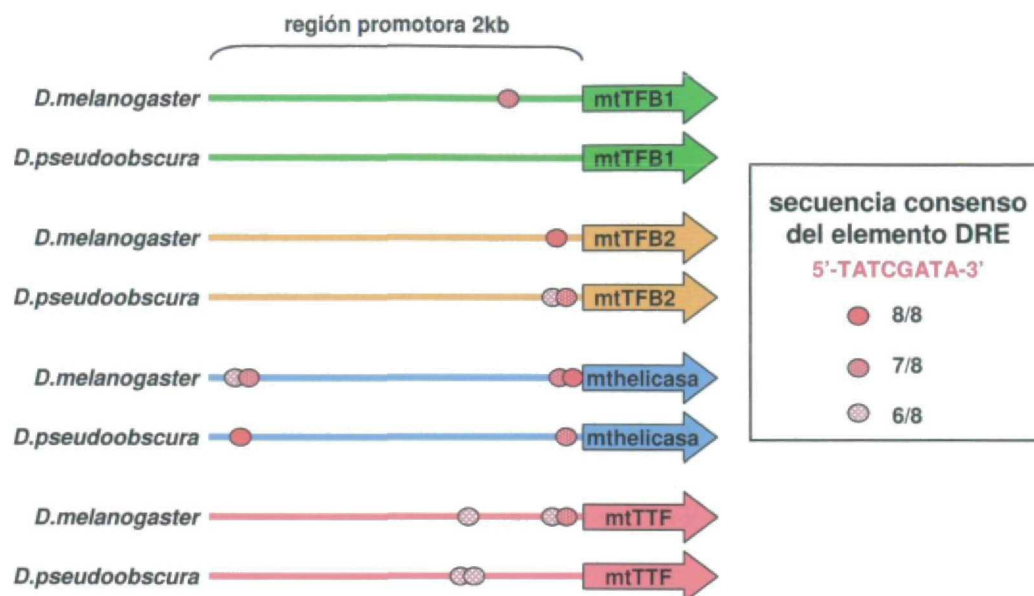 región promotora 2kb
D.melanogaster mtTFB1
D.pseudoobscura mtTFB1
D.melanogaster mtTFB2
D.pseudoobscura mtTFB2
D.melanogaster mthelicasa
D.pseudoobscura mthelicasa
D.melanogaster mtTTF
D.pseudoobscura mtTTF
secuencia consenso
del elemento DRE
5'-TATCGATA-3'
8/8
7/8
6/8